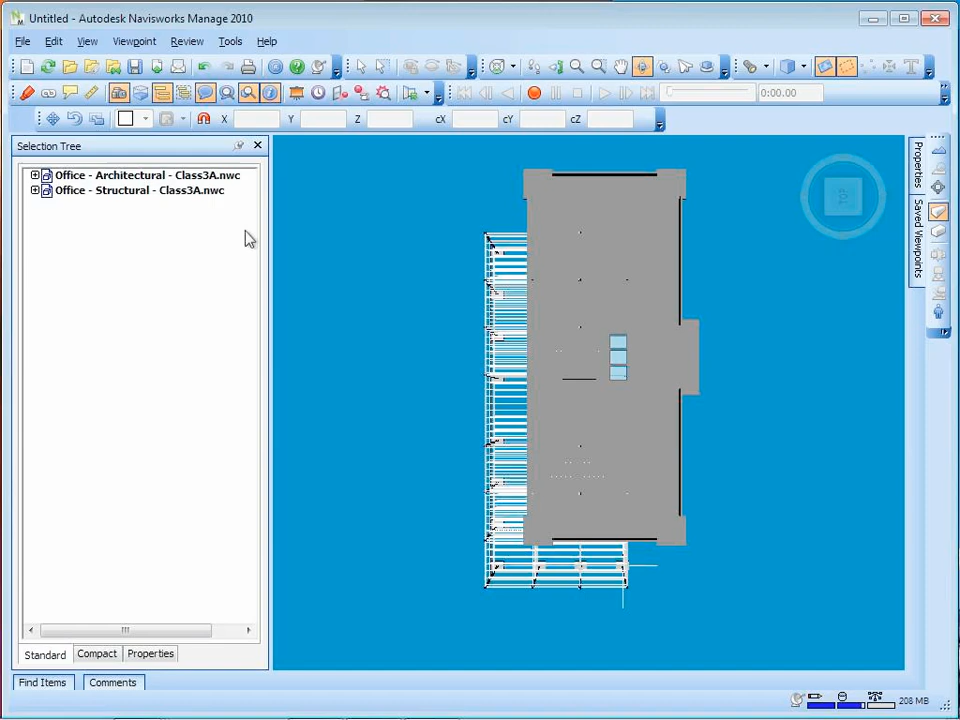 Untitled - Autodesk Navisworks Manage 2010
File Edit View Viewpoint Review Tools Help
0:00.00
X Y Z cX cY cZ
Selection Tree
Office - Architectural - Class3A.nwc
Office - Structural - Class3A.nwc
Properties
Saved Viewpoints
Standard Compact Properties
Find Items Comments
208 MB